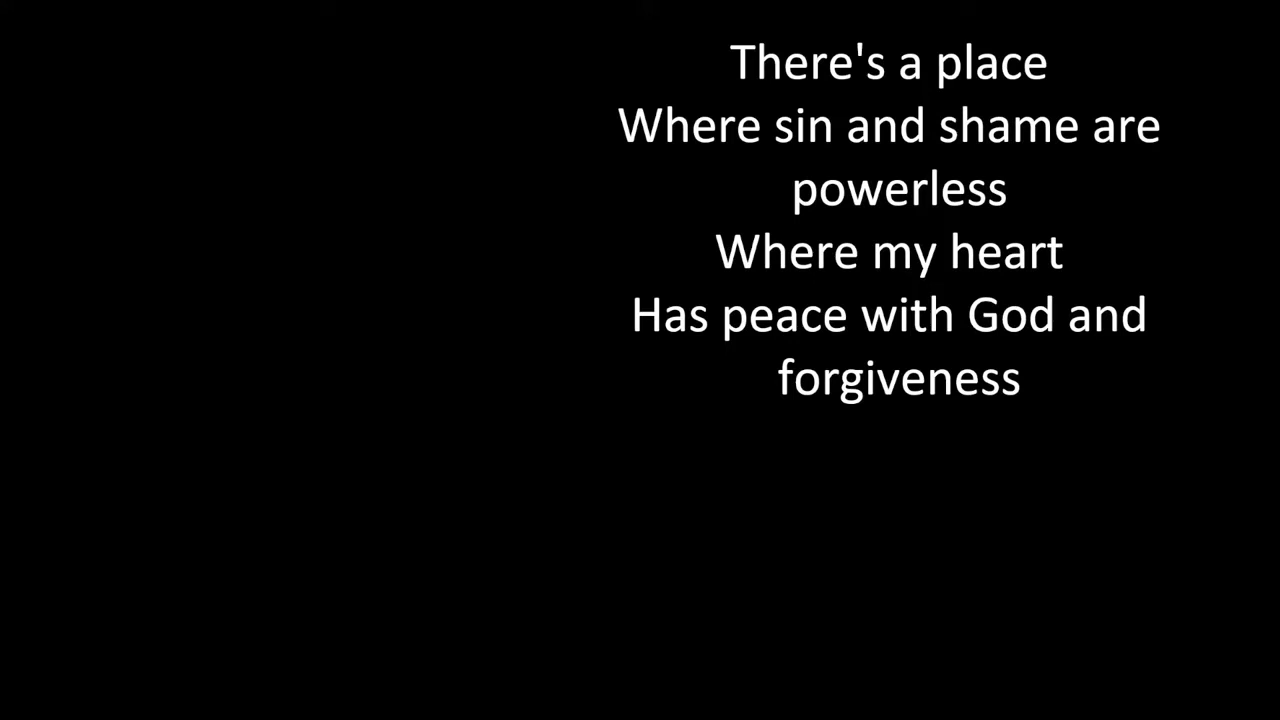 There's a place
Where sin and shame are
powerless
Where my heart
Has peace with God and
forgiveness